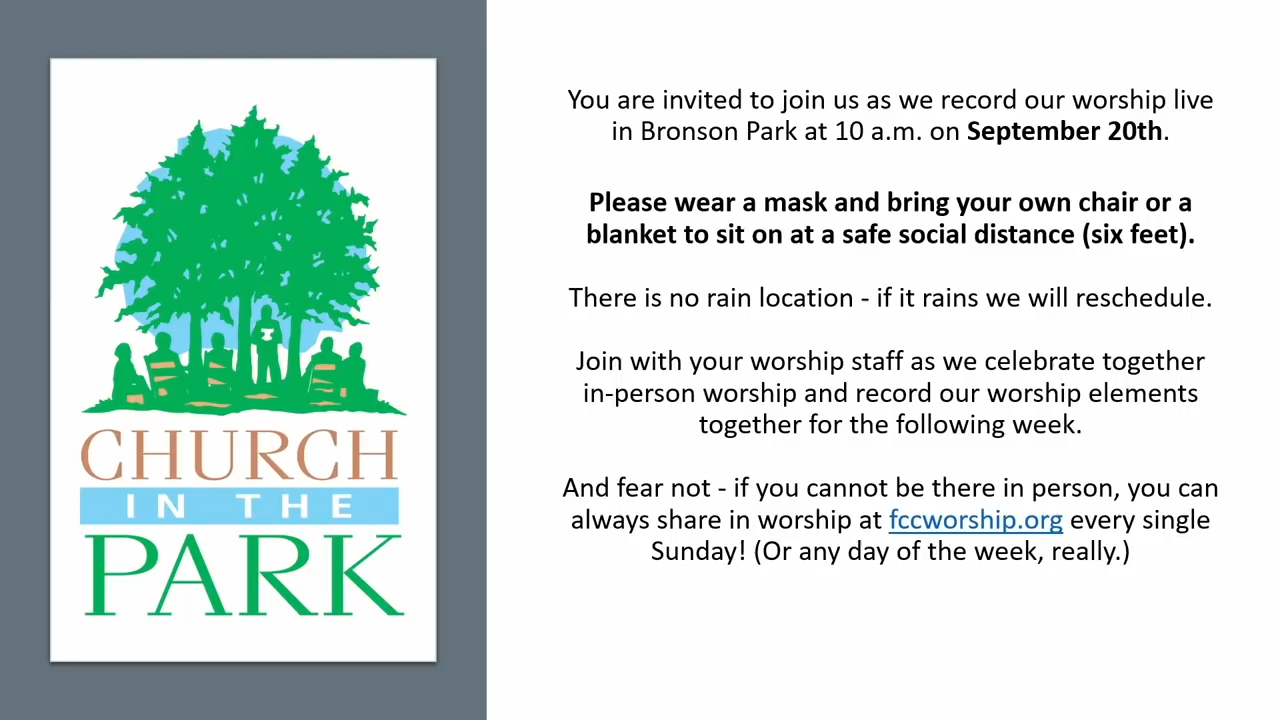 CHURCH
IN THE
PARK
You are invited to join us as we record our worship live
in Bronson Park at 10 a.m. on September 20th.
Please wear a mask and bring your own chair or a
blanket to sit on at a safe social distance (six feet).
There is no rain location - if it rains we will reschedule.
Join with your worship staff as we celebrate together
in-person worship and record our worship elements
together for the following week.
And fear not - if you cannot be there in person, you can
always share in worship at fccworship.org every single
Sunday! (Or any day of the week, really.)